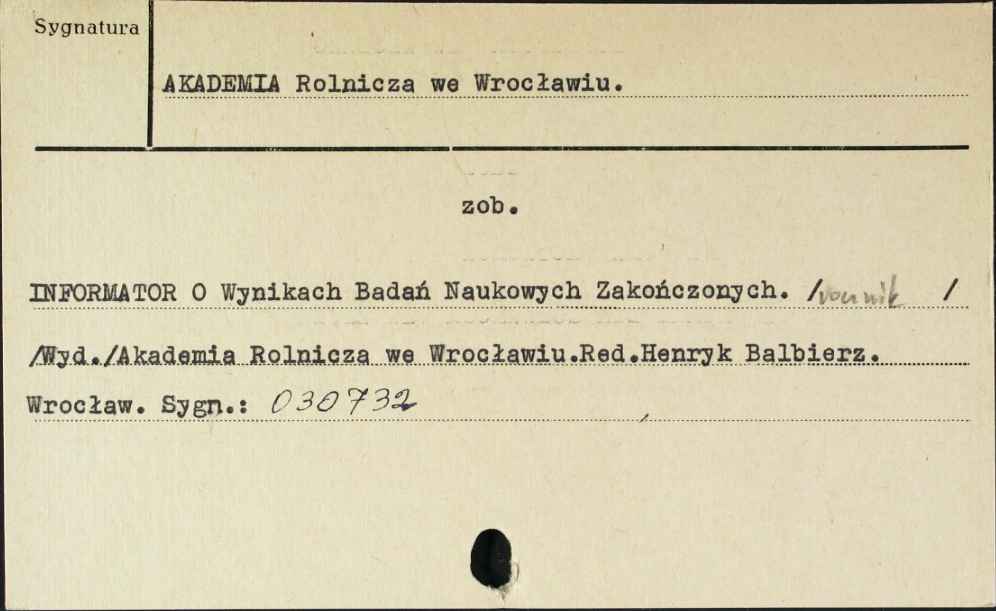 Sygnatura
AKADEMIA Rolnicza we Wrocławiu.
zob.
INFORMATOR O Wynikach Badań Naukowych Zakończonych. /rocznik /
/Wyd./Akademia Rolnicza we Wrocławiu.Red.Henryk Balbierz.
Wrocław. Sygn.: 030732